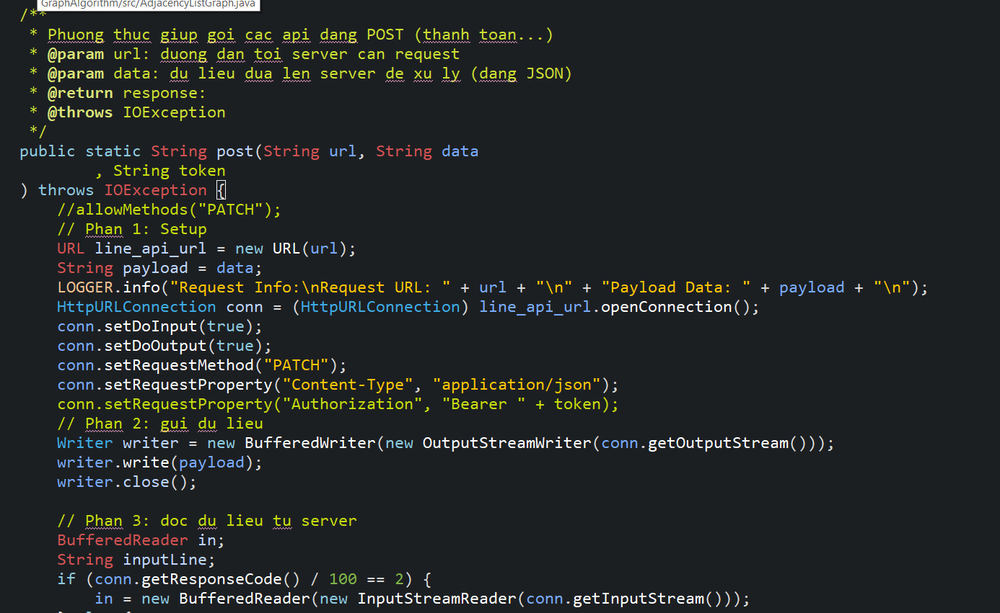 GraphAlgorithm/src/AdjacencyListGraph.java
/**
 * Phuong thuc giup goi cac api dang POST (thanh toan...)
 * @param url: duong dan toi server can request
 * @param data: du lieu dua len server de xu ly (dang JSON)
 * @return response:
 * @throws IOException
 */
public static String post(String url, String data
        , String token
) throws IOException {
    //allowMethods("PATCH");
    // Phan 1: Setup
    URL line_api_url = new URL(url);
    String payload = data;
    LOGGER.info("Request Info:\nRequest URL: " + url + "\n" + "Payload Data: " + payload + "\n");
    HttpURLConnection conn = (HttpURLConnection) line_api_url.openConnection();
    conn.setDoInput(true);
    conn.setDoOutput(true);
    conn.setRequestMethod("PATCH");
    conn.setRequestProperty("Content-Type", "application/json");
    conn.setRequestProperty("Authorization", "Bearer " + token);
    // Phan 2: gui du lieu
    Writer writer = new BufferedWriter(new OutputStreamWriter(conn.getOutputStream()));
    writer.write(payload);
    writer.close();
    // Phan 3: doc du lieu tu server
    BufferedReader in;
    String inputLine;
    if (conn.getResponseCode() / 100 == 2) {
        in = new BufferedReader(new InputStreamReader(conn.getInputStream()));